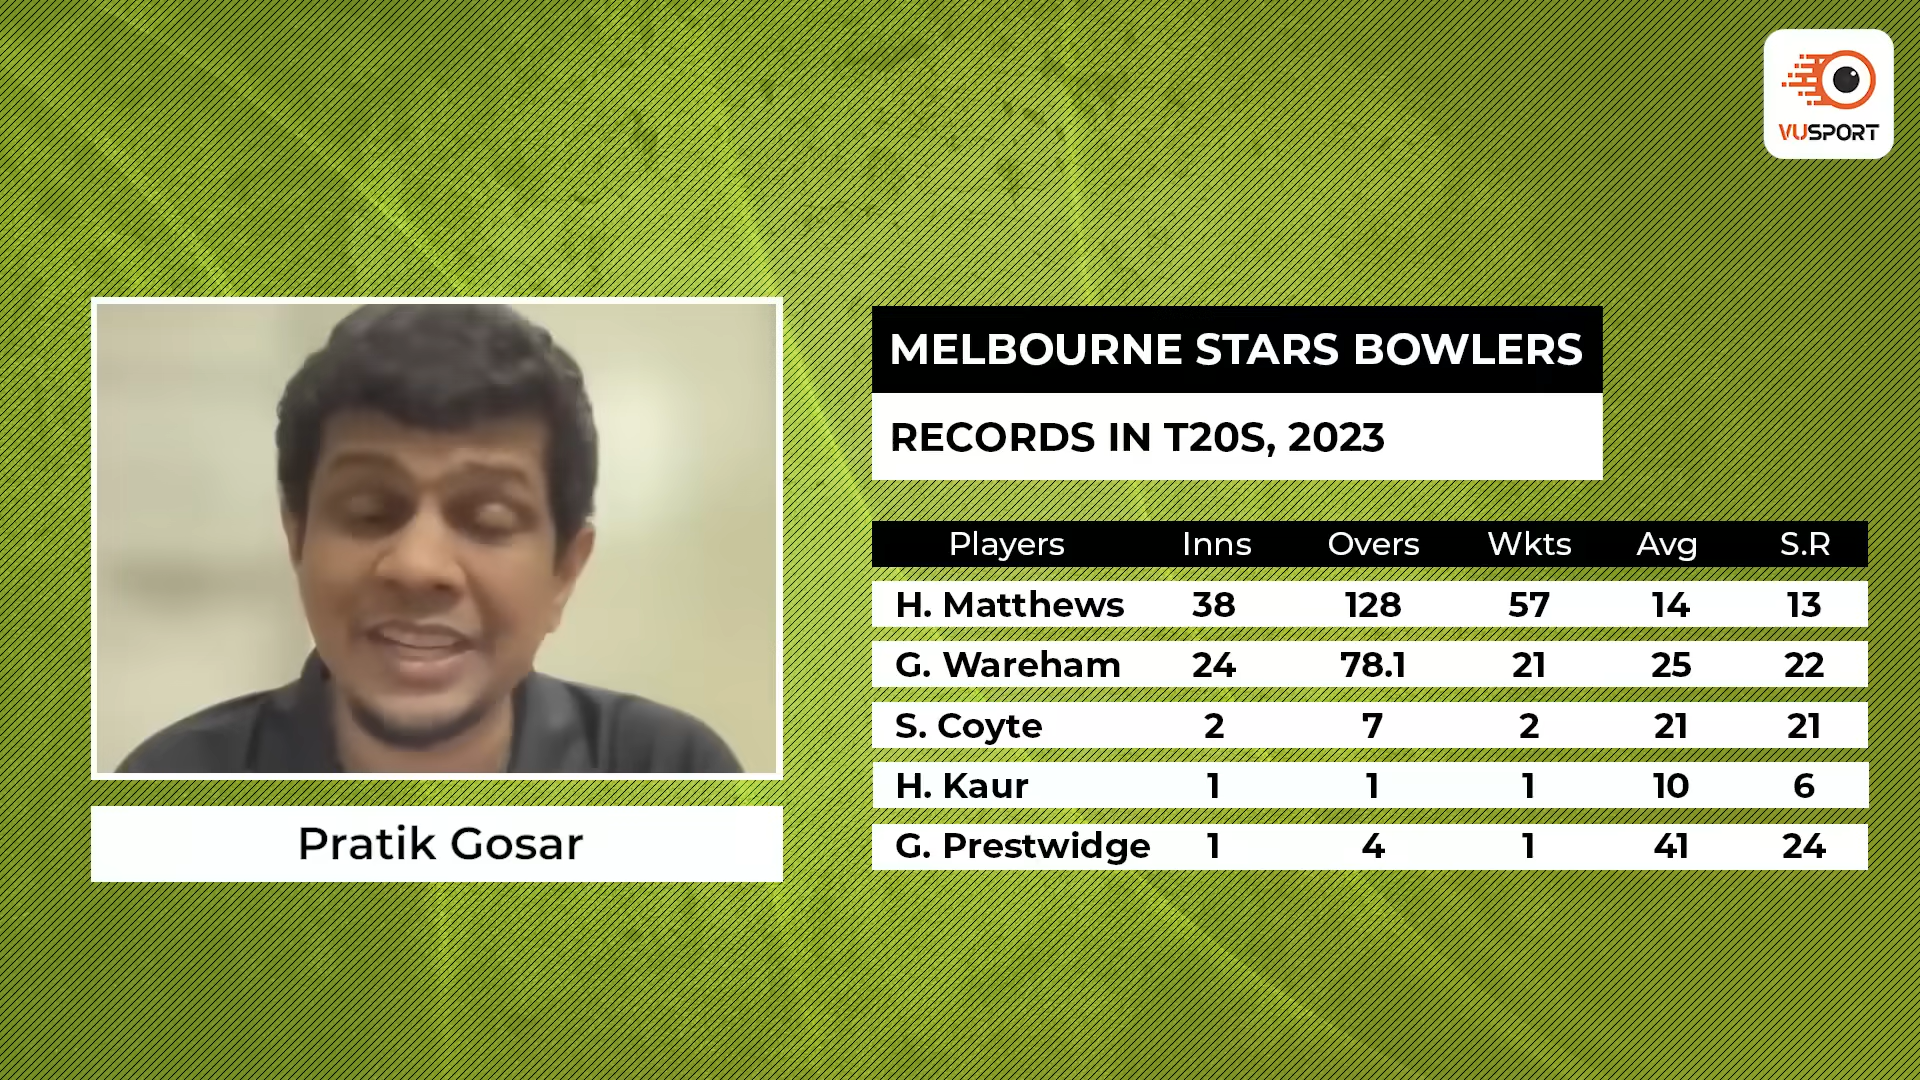 VUSPORT
MELBOURNE STARS BOWLERS
RECORDS IN T20S, 2023
Players Inns Overs Wkts Avg S.R
H. Matthews 38 128 57 14 13
G. Wareham 24 78.1 21 25 22
S. Coyte 2 7 2 21 21
H. Kaur 1 1 1 10 6
G. Prestwidge 1 4 1 41 24
Pratik Gosar